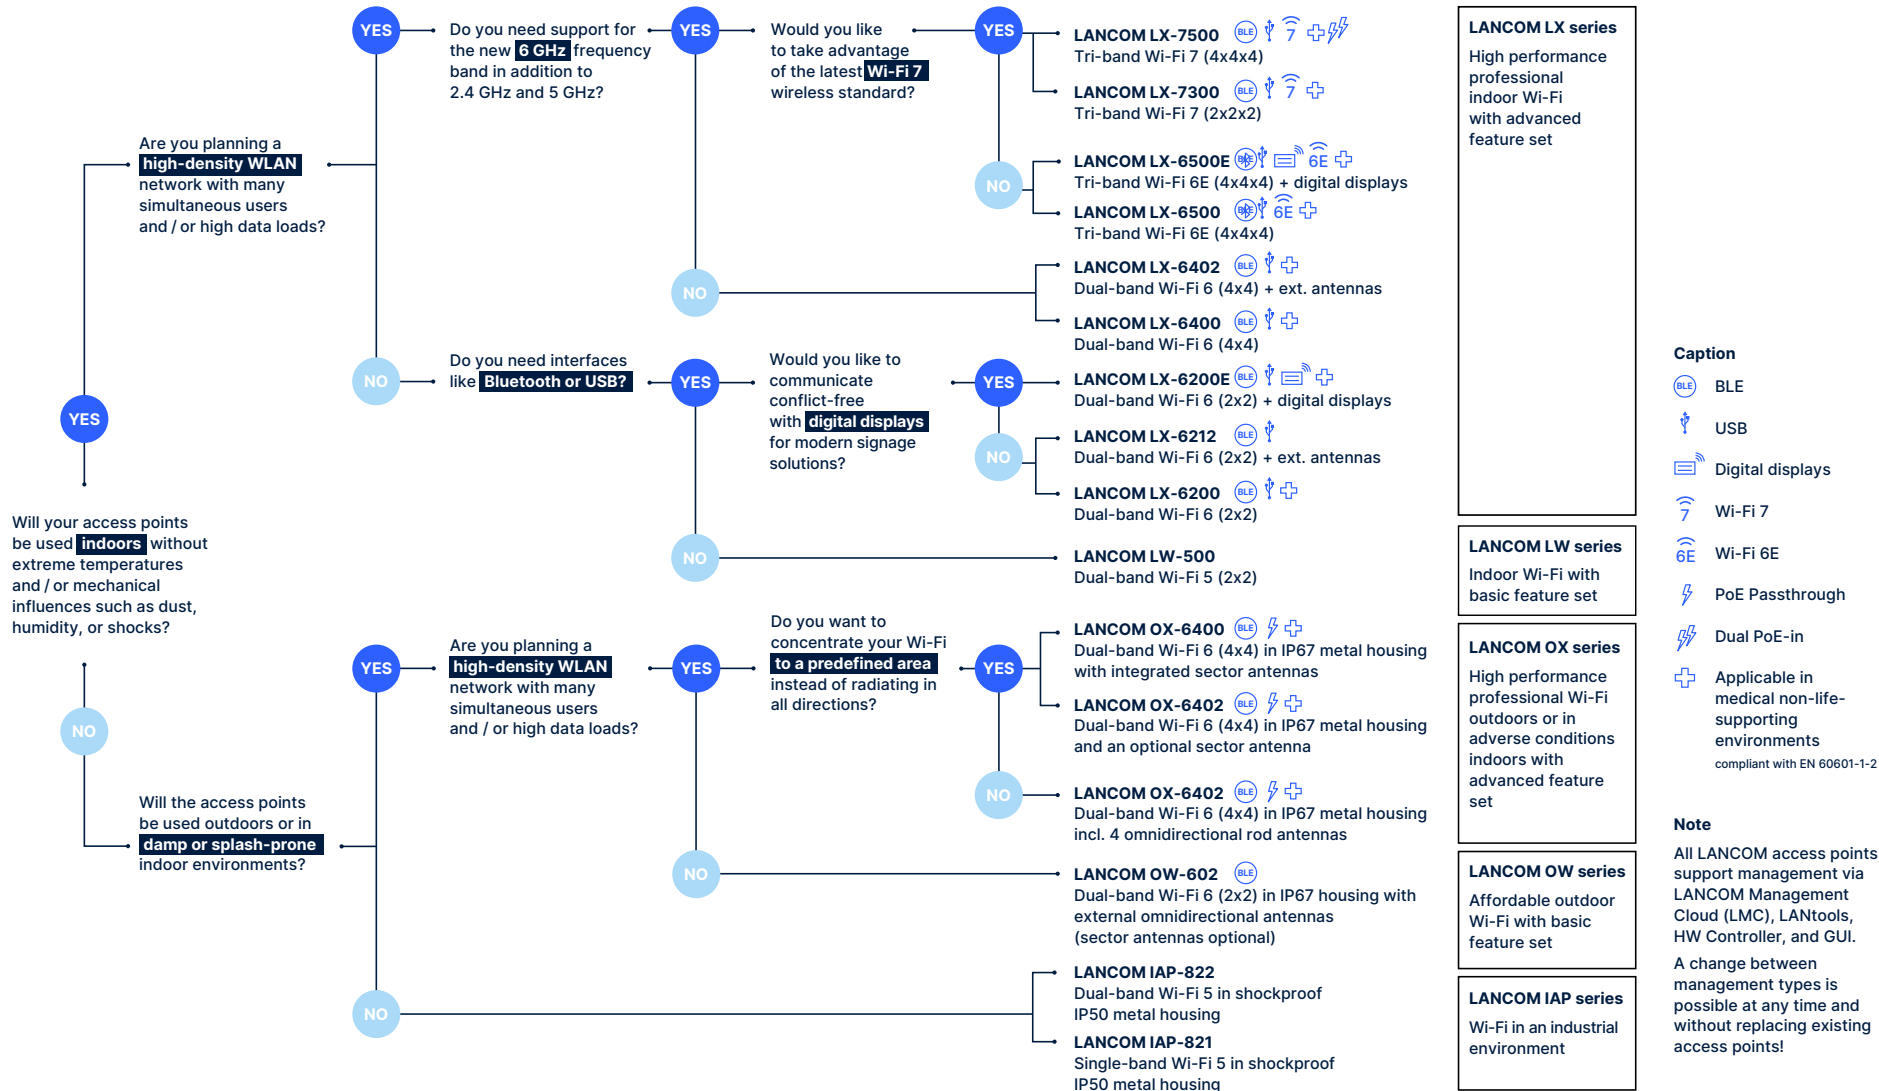 Will your access points
be used indoors without
extreme temperatures
and / or mechanical
influences such as dust,
humidity, or shocks?
YES
Are you planning a
high-density WLAN
network with many
simultaneous users
and / or high data loads?
YES
Do you need support for
the new 6 GHz frequency
band in addition to
2.4 GHz and 5 GHz?
YES
Would you like
to take advantage
of the latest Wi-Fi 7
wireless standard?
YES
LANCOM LX-7500 BLE 7
Tri-band Wi-Fi 7 (4x4x4)
LANCOM LX-7300 BLE 7
Tri-band Wi-Fi 7 (2x2x2)
NO
LANCOM LX-6500E BLE 6E
Tri-band Wi-Fi 6E (4x4x4) + digital displays
LANCOM LX-6500 BLE 6E
Tri-band Wi-Fi 6E (4x4x4)
NO
LANCOM LX-6402 BLE
Dual-band Wi-Fi 6 (4x4) + ext. antennas
LANCOM LX-6400 BLE
Dual-band Wi-Fi 6 (4x4)
NO
Do you need interfaces
like Bluetooth or USB?
YES
Would you like to
communicate
conflict-free
with digital displays
for modern signage
solutions?
YES
LANCOM LX-6200E BLE
Dual-band Wi-Fi 6 (2x2) + digital displays
NO
LANCOM LX-6212 BLE
Dual-band Wi-Fi 6 (2x2) + ext. antennas
LANCOM LX-6200 BLE
Dual-band Wi-Fi 6 (2x2)
NO
LANCOM LW-500
Dual-band Wi-Fi 5 (2x2)
NO
Will the access points
be used outdoors or in
damp or splash-prone
indoor environments?
YES
Are you planning a
high-density WLAN
network with many
simultaneous users
and / or high data loads?
YES
Do you want to
concentrate your Wi-Fi
to a predefined area
instead of radiating in
all directions?
YES
LANCOM OX-6400 BLE
Dual-band Wi-Fi 6 (4x4) in IP67 metal housing
with integrated sector antennas
LANCOM OX-6402 BLE
Dual-band Wi-Fi 6 (4x4) in IP67 metal housing
and an optional sector antenna
NO
LANCOM OX-6402 BLE
Dual-band Wi-Fi 6 (4x4) in IP67 metal housing
incl. 4 omnidirectional rod antennas
NO
LANCOM OW-602 BLE
Dual-band Wi-Fi 6 (2x2) in IP67 housing with
external omnidirectional antennas
(sector antennas optional)
NO
LANCOM IAP-822
Dual-band Wi-Fi 5 in shockproof
IP50 metal housing
LANCOM IAP-821
Single-band Wi-Fi 5 in shockproof
IP50 metal housing
LANCOM LX series
High performance
professional
indoor Wi-Fi
with advanced
feature set
LANCOM LW series
Indoor Wi-Fi with
basic feature set
LANCOM OX series
High performance
professional Wi-Fi
outdoors or in
adverse conditions
indoors with
advanced feature
set
LANCOM OW series
Affordable outdoor
Wi-Fi with basic
feature set
LANCOM IAP series
Wi-Fi in an industrial
environment
Caption
BLE BLE
USB
Digital displays
7 Wi-Fi 7
6E Wi-Fi 6E
PoE Passthrough
Dual PoE-in
Applicable in
medical non-life-
supporting
environments
compliant with EN 60601-1-2
Note
All LANCOM access points
support management via
LANCOM Management
Cloud (LMC), LANtools,
HW Controller, and GUI.
A change between
management types is
possible at any time and
without replacing existing
access points!